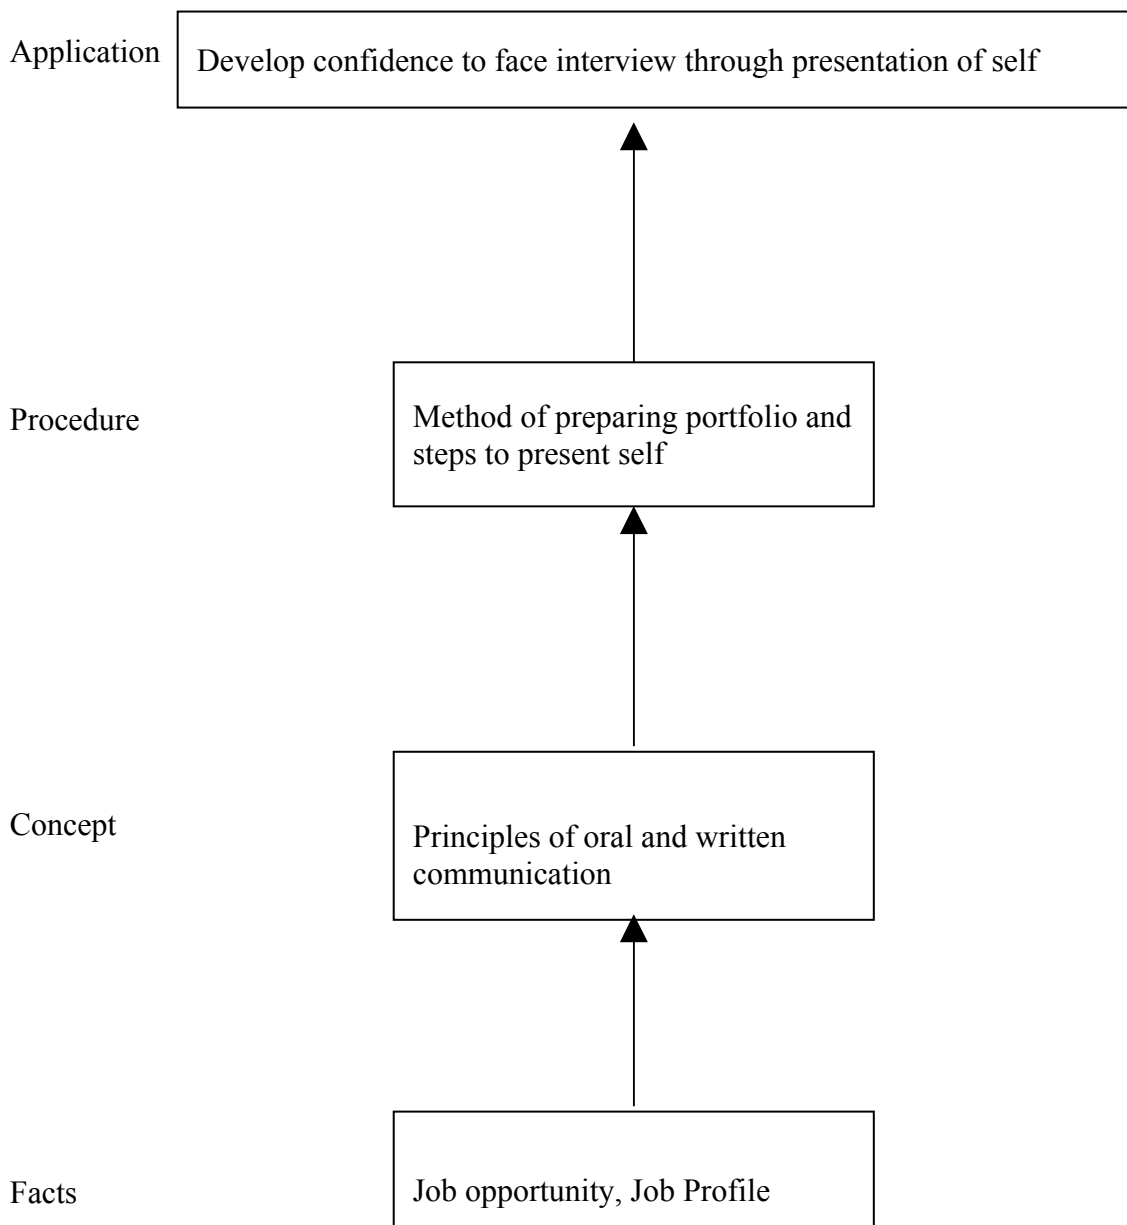 Application
Develop confidence to face interview through presentation of self
Procedure
Method of preparing portfolio and
steps to present self
Concept
Principles of oral and written
communication
Facts
Job opportunity, Job Profile